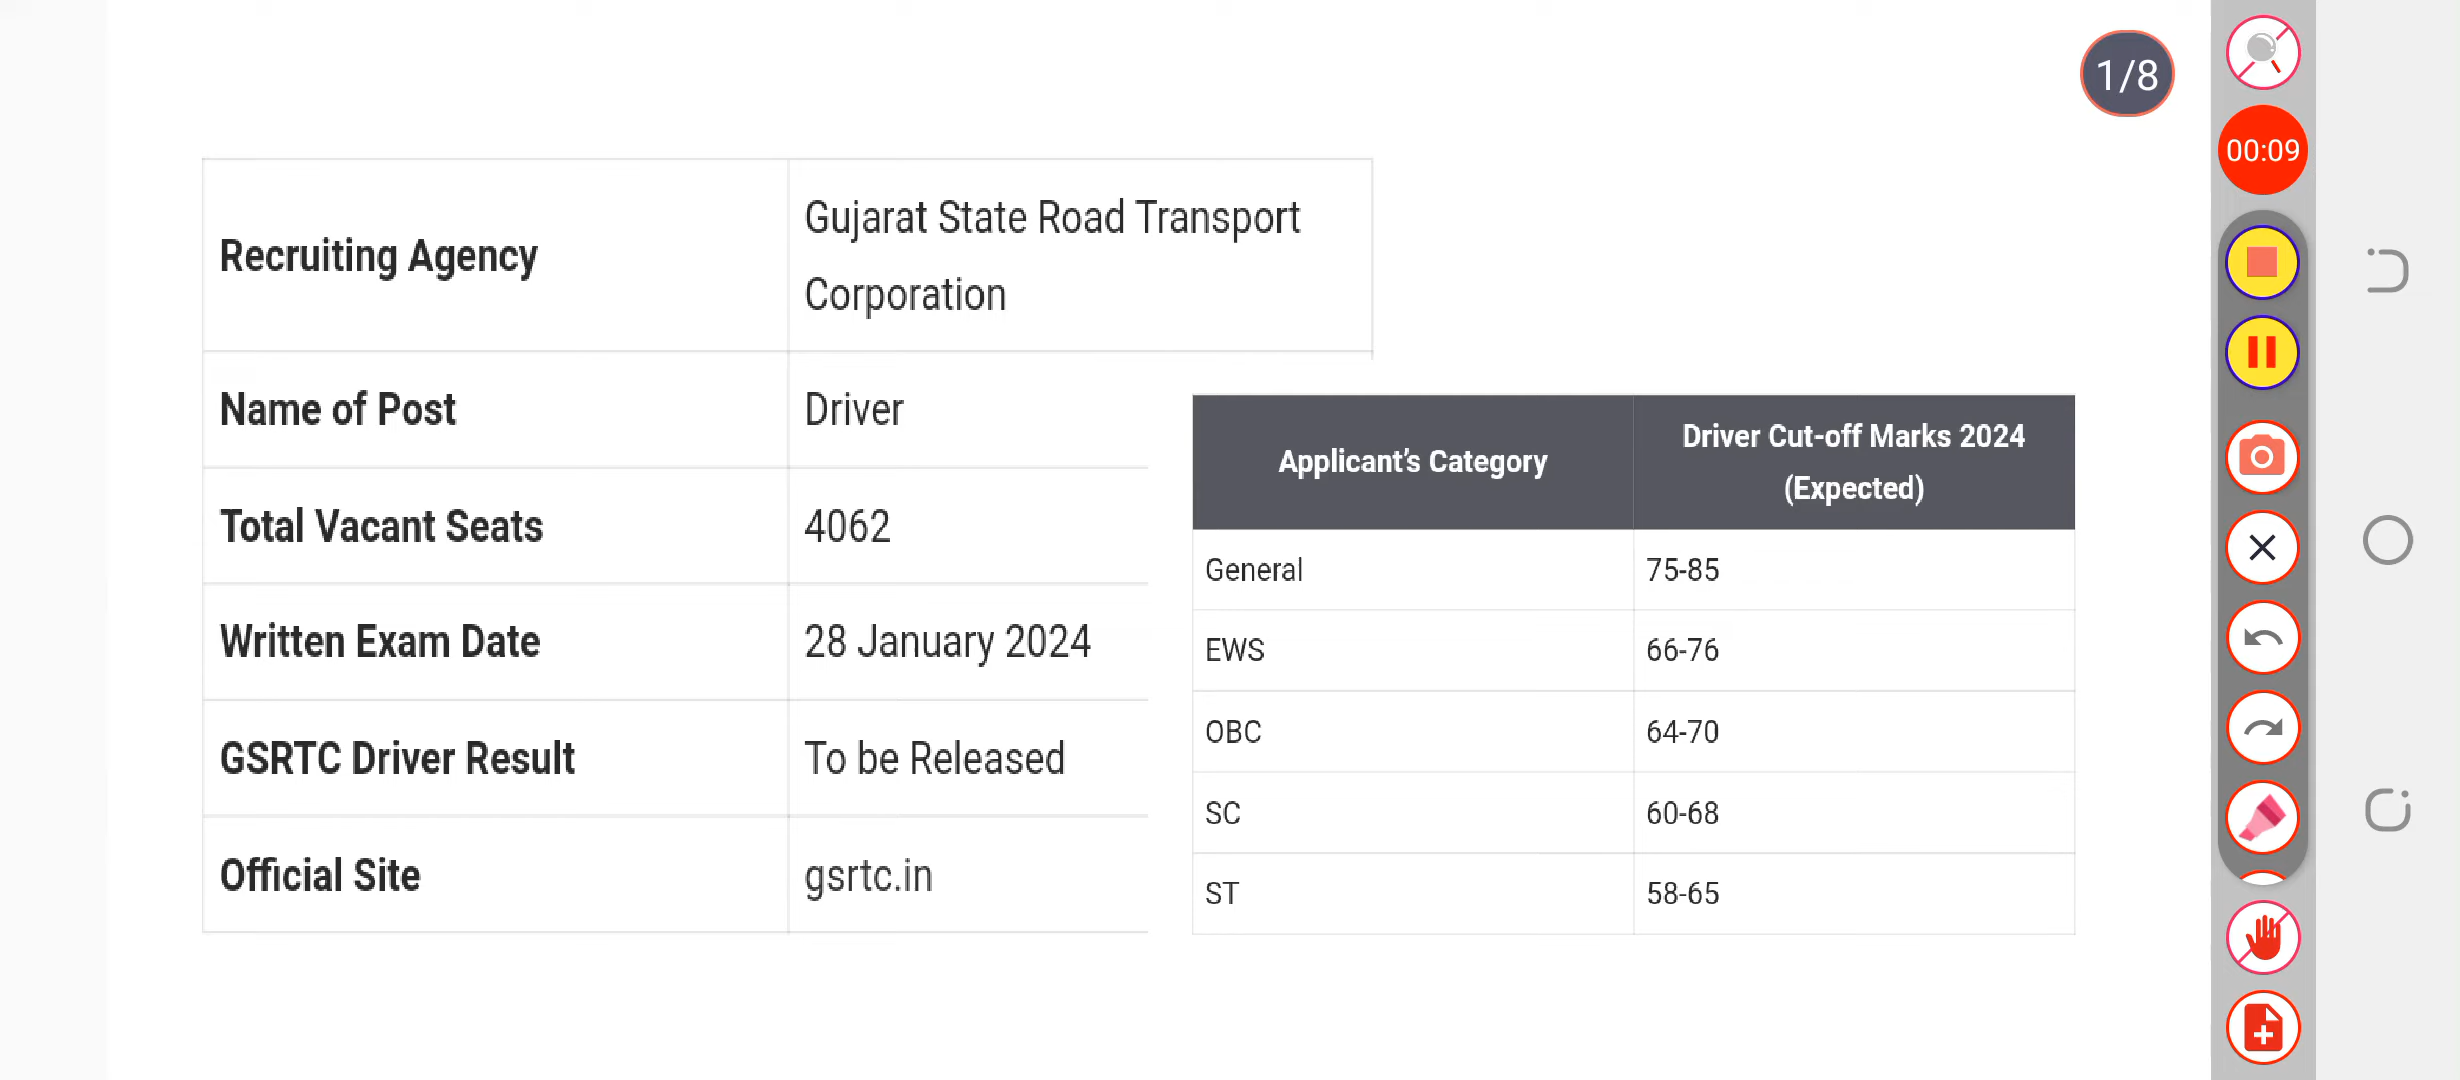 1/8
00:09
Recruiting Agency
Gujarat State Road Transport
Corporation
Name of Post
Driver
Total Vacant Seats
4062
Written Exam Date
28 January 2024
GSRTC Driver Result
To be Released
Official Site
gsrtc.in
Applicant's Category
Driver Cut-off Marks 2024
(Expected)
General
75-85
EWS
66-76
OBC
64-70
SC
60-68
ST
58-65